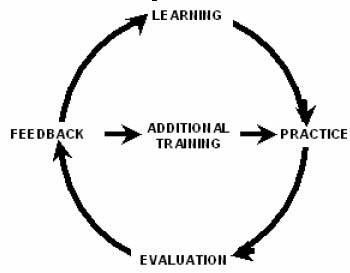 LEARNING
FEEDBACK
ADDITIONAL
TRAINING
PRACTICE
EVALUATION